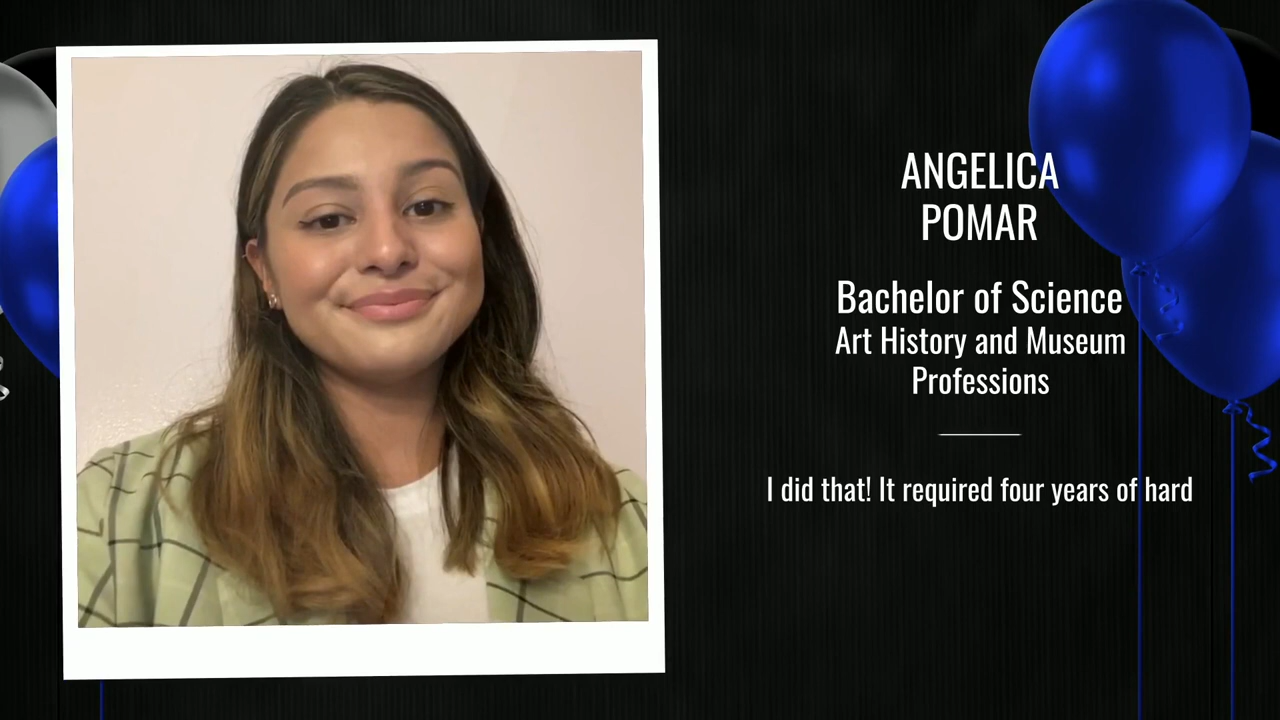 ANGELICA
POMAR
Bachelor of Science
Art History and Museum
Professions
I did that! It required four years of hard